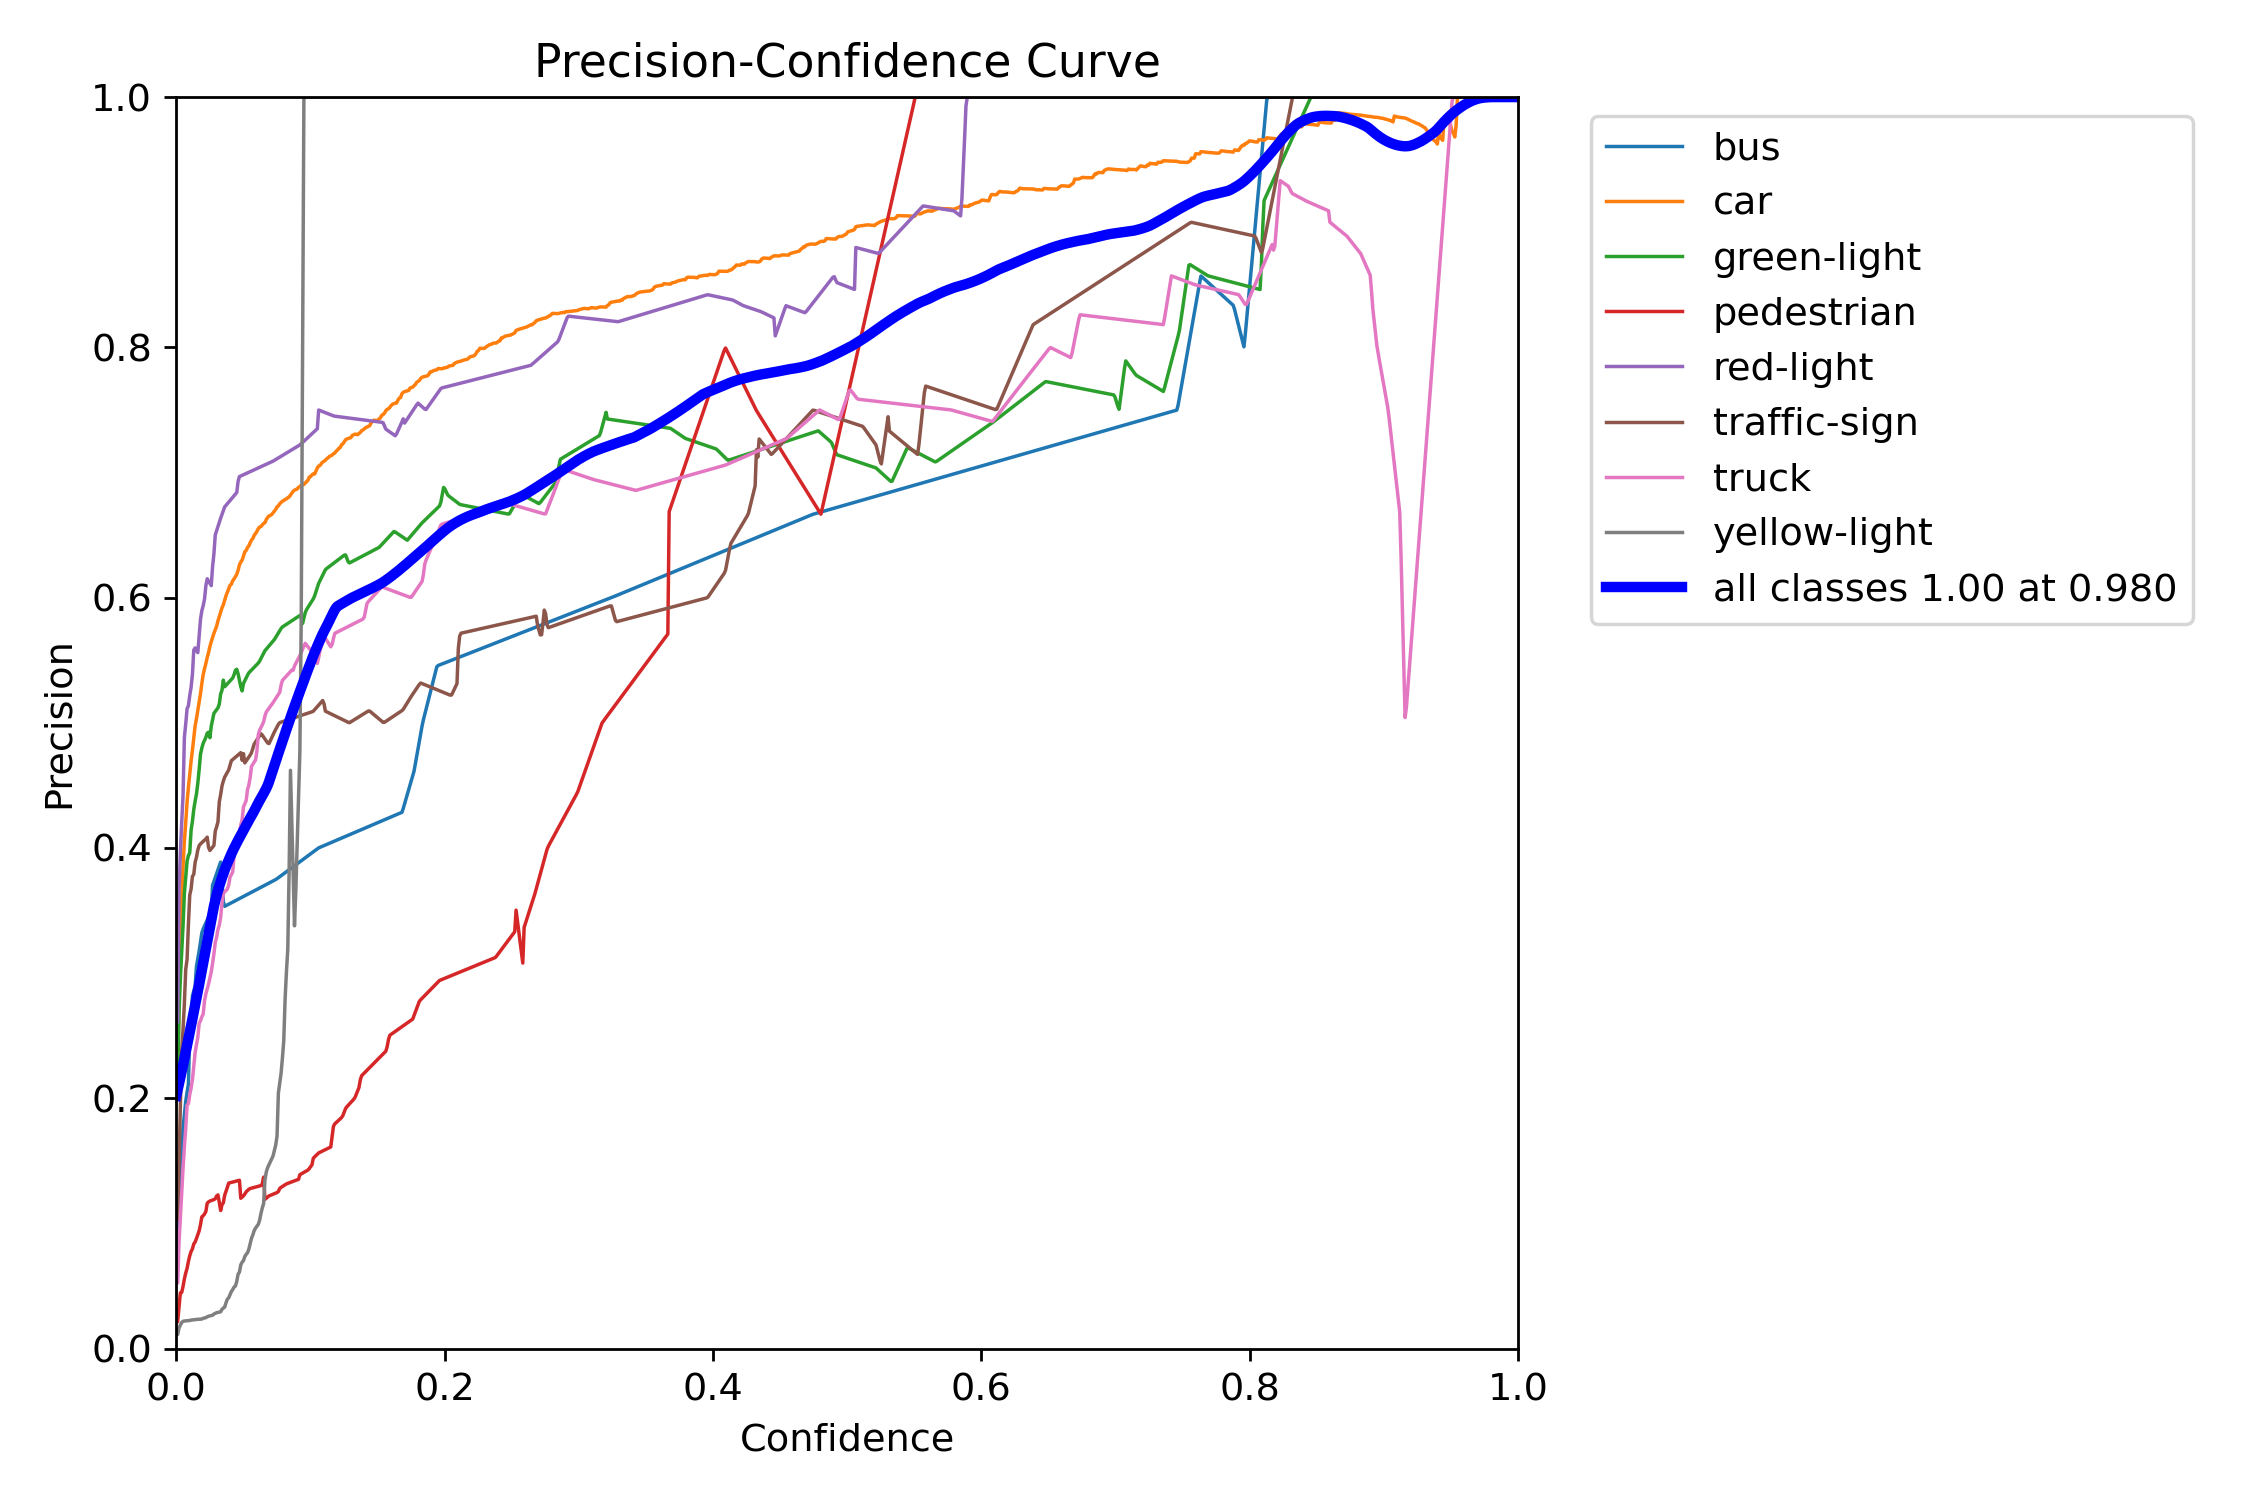 Precision-Confidence Curve
1.0
0.8
0.6
0.4
0.2
0.0
Precision
0.0 0.2 0.4 0.6 0.8 1.0
Confidence
bus
car
green-light
pedestrian
red-light
traffic-sign
truck
yellow-light
all classes 1.00 at 0.980